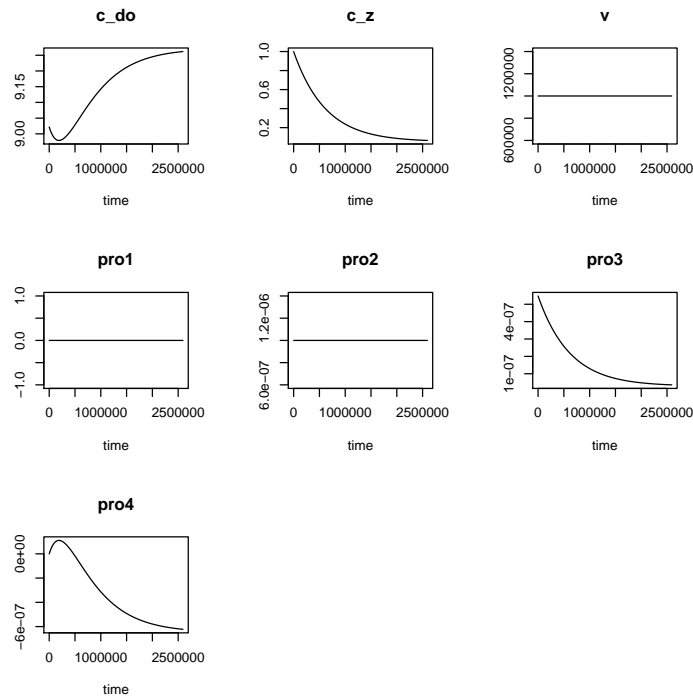 c_do c_z v
9.00 9.15
0.2 0.6 1.0
600000 1200000
0 1000000 2500000
0 1000000 2500000
0 1000000 2500000
time time time
pro1 pro2 pro3
−1.0 0.0 1.0
6.0e−07 1.2e−06
1e−07 4e−07
0 1000000 2500000
0 1000000 2500000
0 1000000 2500000
time time time
pro4
−6e−07 0e+00
0 1000000 2500000
time